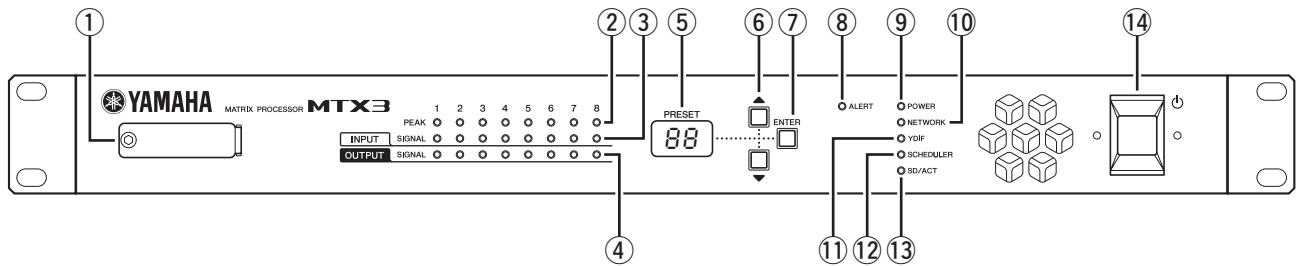 ① ② ③ ⑤ ⑥ ⑦ ⑧ ⑨ ⑩ ⑭
YAMAHA MATRIX PROCESSOR MTX3
1 2 3 4 5 6 7 8
PEAK
INPUT SIGNAL
OUTPUT SIGNAL
PRESET
88
ENTER
ALERT
POWER
NETWORK
YDIF
SCHEDULER
SD/ACT
④ ⑪ ⑫ ⑬